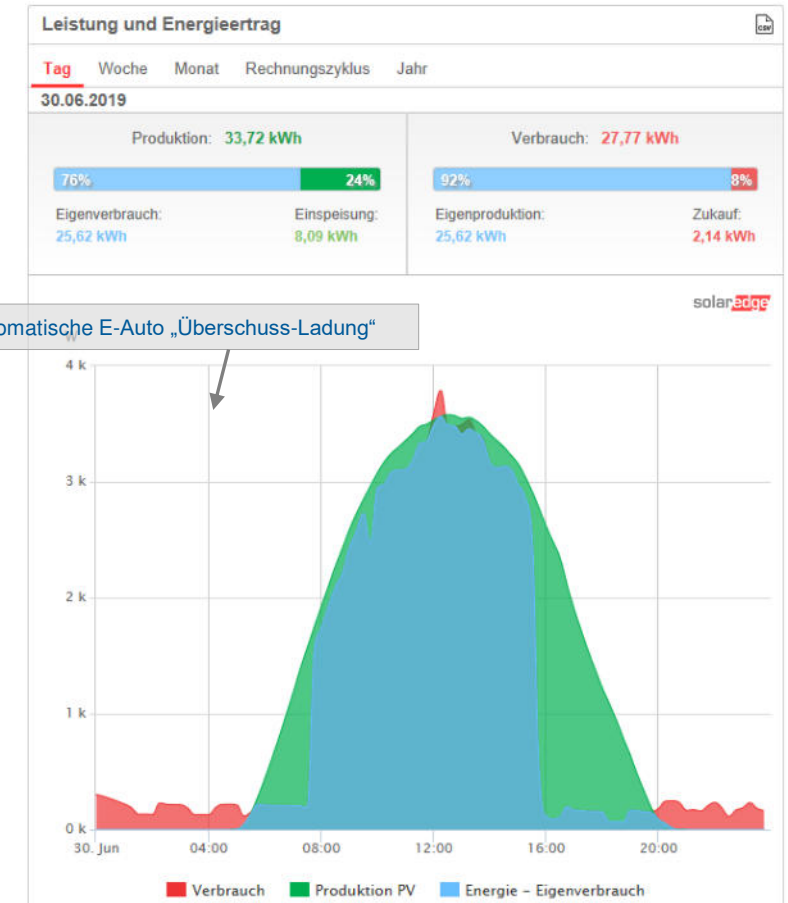 Leistung und Energieertrag
CSV
Tag Woche Monat Rechnungszyklus Jahr
30.06.2019
Produktion: 33,72 kWh Verbrauch: 27,77 kWh
76% 24% 92% 8%
Eigenverbrauch: Einspeisung: Eigenproduktion: Zukauf:
25,62 kWh 8,09 kWh 25,62 kWh 2,14 kWh
solaredge
omatische E-Auto „Überschuss-Ladung“
W
4 k
3 k
2 k
1 k
0 k
30. Jun 04:00 08:00 12:00 16:00 20:00
Verbrauch Produktion PV Energie – Eigenverbrauch